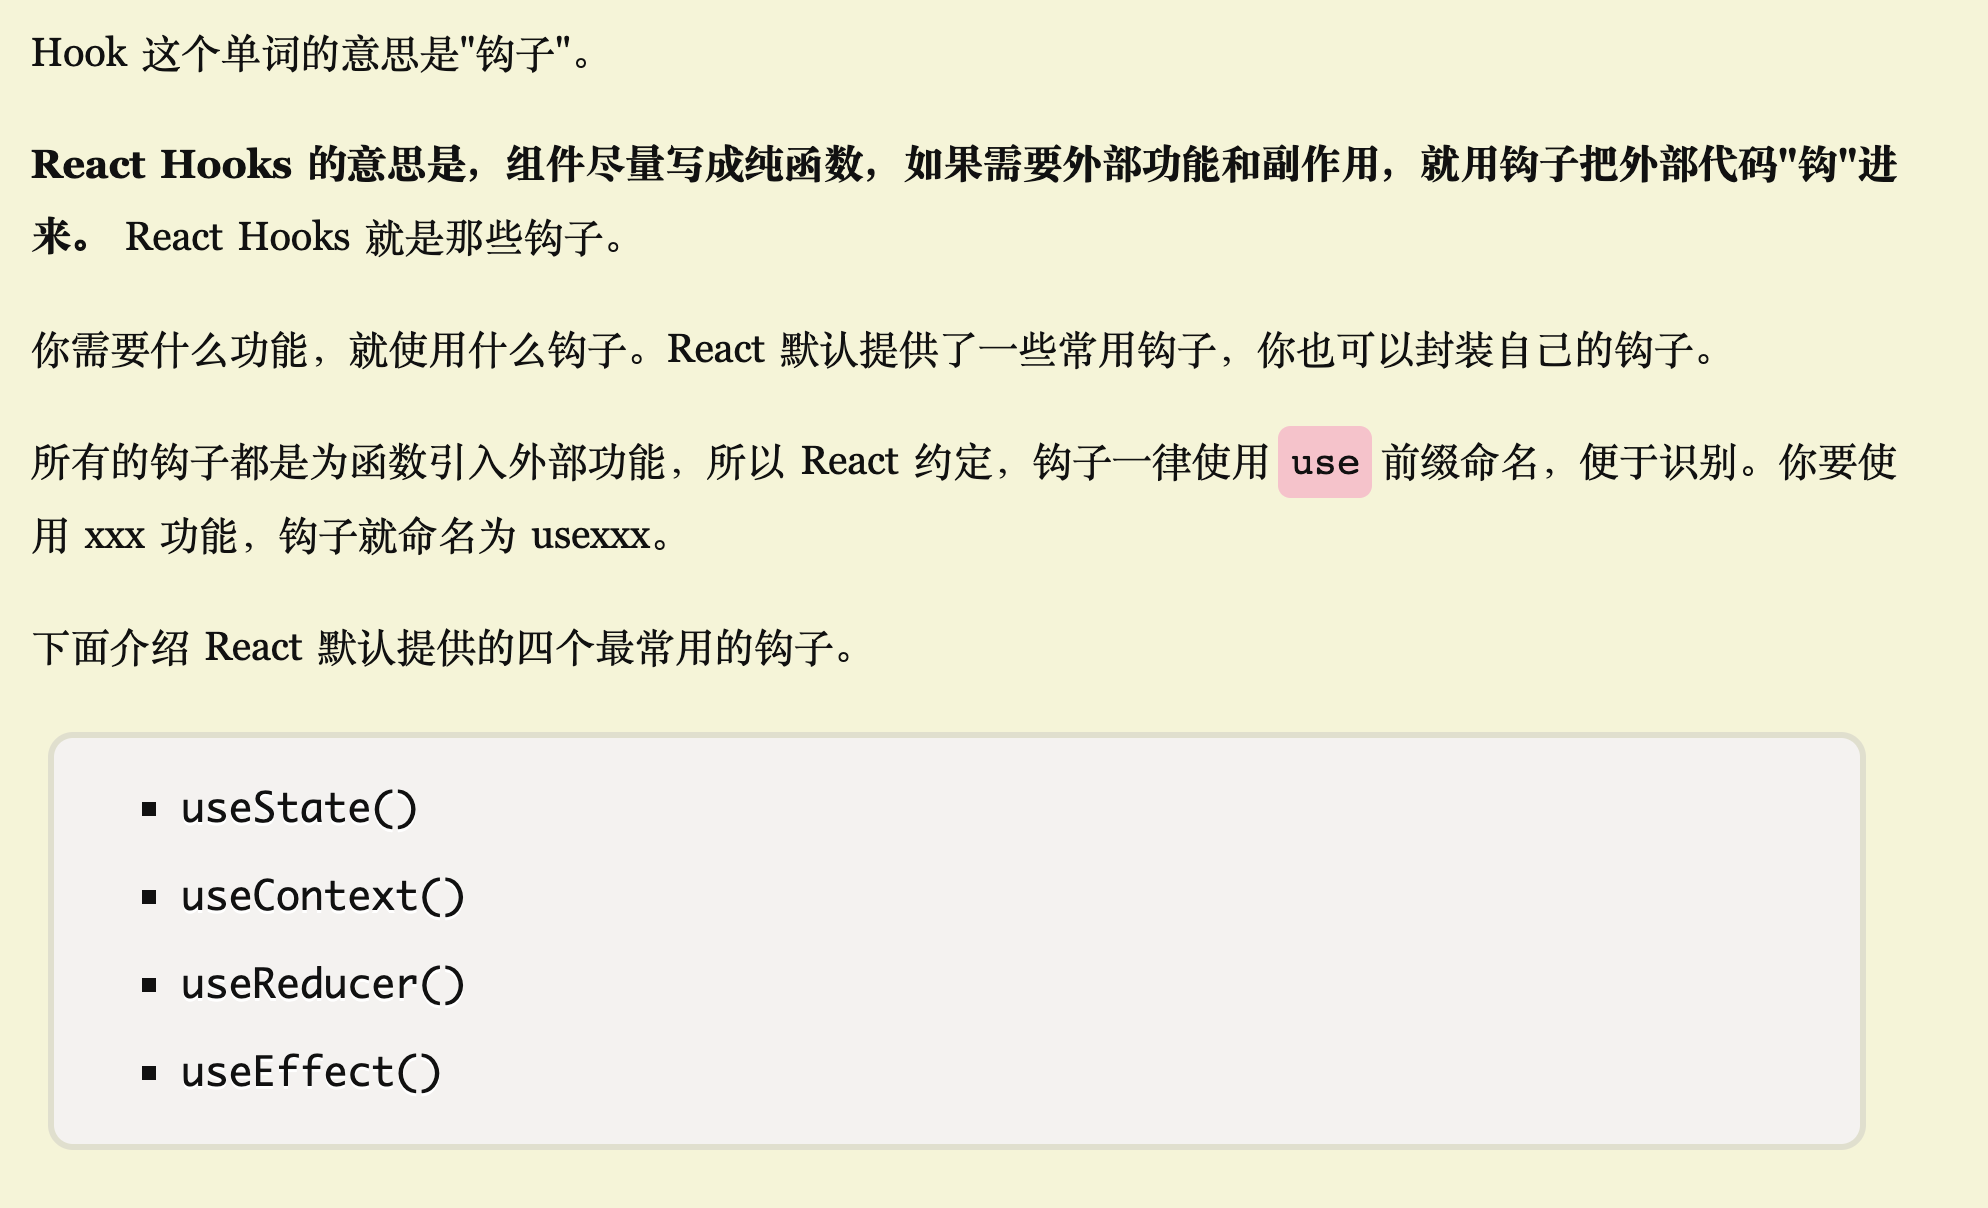 Hook 这个单词的意思是"钩子"。
React Hooks 的意思是，组件尽量写成纯函数，如果需要外部功能和副作用，就用钩子把外部代码"钩"进
来。 React Hooks 就是那些钩子。
你需要什么功能，就使用什么钩子。React 默认提供了一些常用钩子，你也可以封装自己的钩子。
所有的钩子都是为函数引入外部功能，所以 React 约定，钩子一律使用 use 前缀命名，便于识别。你要使
用 xxx 功能，钩子就命名为 usexxx。
下面介绍 React 默认提供的四个最常用的钩子。
▪ useState()
▪ useContext()
▪ useReducer()
▪ useEffect()